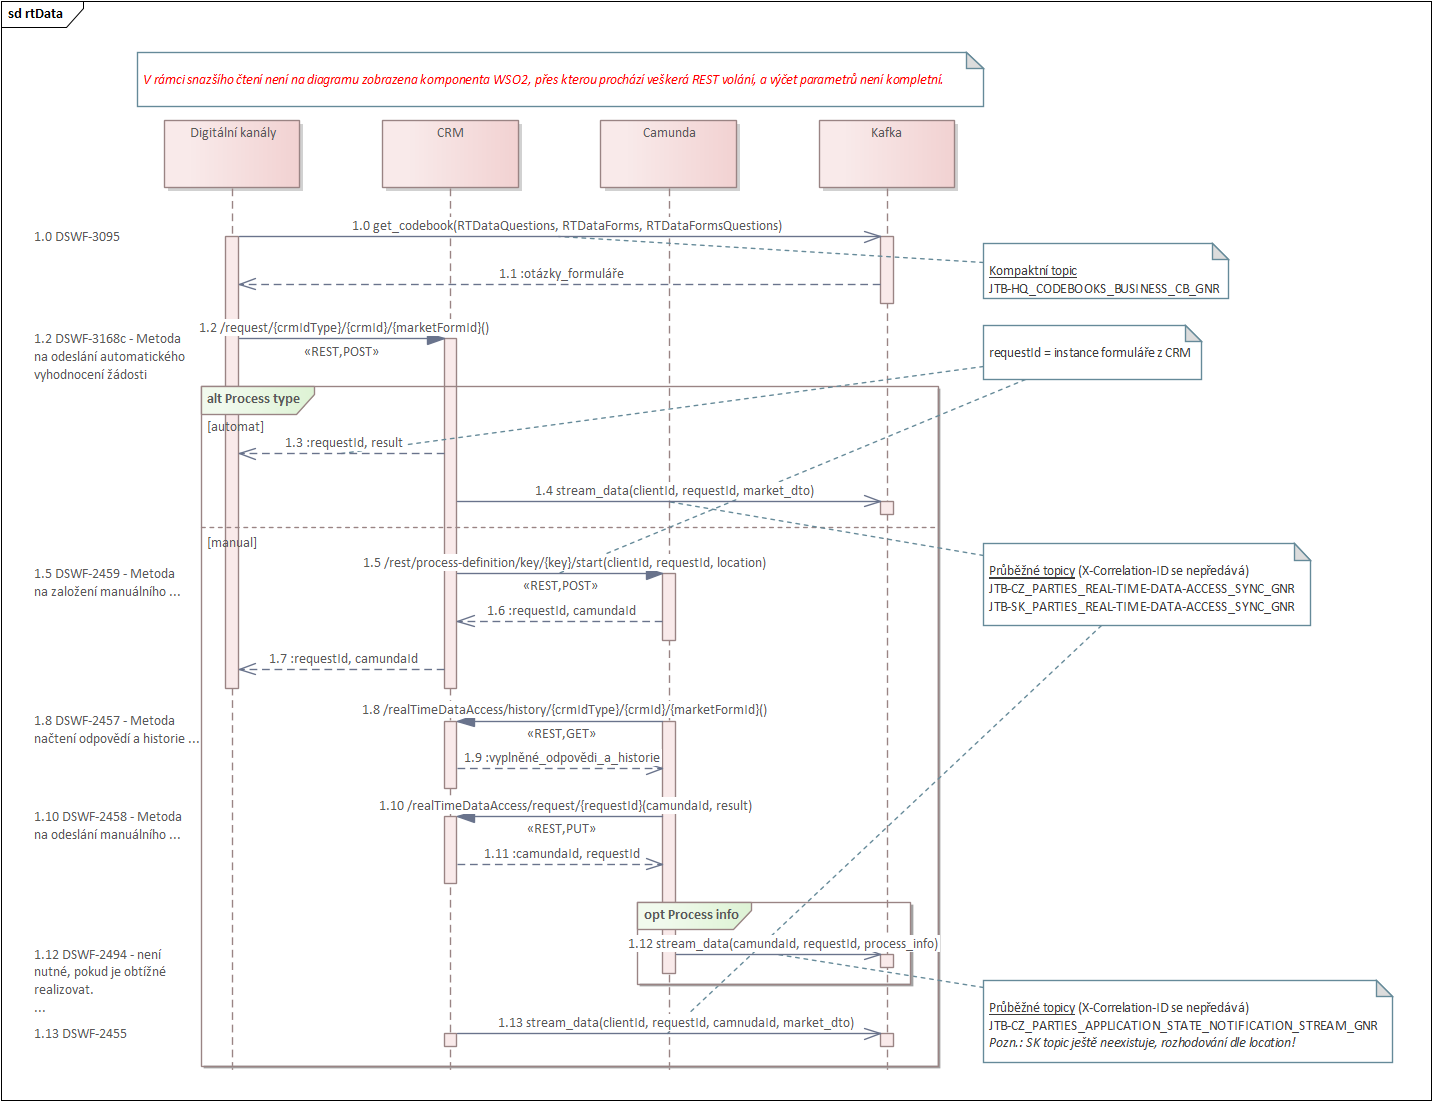 sd rtData
V rámci snazšího čtení není na diagramu zobrazena komponenta WSO2, přes kterou prochází veškerá REST volání, a výčet parametrů není kompletní.
Digitální kanály
CRM
Camunda
Kafka
1.0 DSWF-3095
1.0 get_codebook(RTDataQuestions, RTDataForms, RTDataFormsQuestions)
Kompaktní topic
JTB-HQ_CODEBOOKS_BUSINESS_CB_GNR
1.1 :otázky_formuláře
1.2 DSWF-3168c - Metoda
na odeslání automatického
vyhodnocení žádosti
1.2 /request/{crmIdType}/{crmId}/{marketFormId}()
«REST,POST»
requestId = instance formuláře z CRM
alt Process type
[automat]
1.3 :requestId, result
1.4 stream_data(clientId, requestId, market_dto)
[manual]
1.5 DSWF-2459 - Metoda
na založení manuálního ...
1.5 /rest/process-definition/key/{key}/start(clientId, requestId, location)
«REST,POST»
Průběžné topicy (X-Correlation-ID se nepředává)
JTB-CZ_PARTIES_REAL-TIME-DATA-ACCESS_SYNC_GNR
JTB-SK_PARTIES_REAL-TIME-DATA-ACCESS_SYNC_GNR
1.6 :requestId, camundaId
1.7 :requestId, camundaId
1.8 DSWF-2457 - Metoda
načtení odpovědí a historie ...
1.8 /realTimeDataAccess/history/{crmIdType}/{crmId}/{marketFormId}()
«REST,GET»
1.9 :vyplněné_odpovědi_a_historie
1.10 DSWF-2458 - Metoda
na odeslání manuálního ...
1.10 /realTimeDataAccess/request/{requestId}(camundaId, result)
«REST,PUT»
1.11 :camundaId, requestId
opt Process info
1.12 DSWF-2494 - není
nutné, pokud je obtížné
realizovat.
...
1.12 stream_data(camundaId, requestId, process_info)
Průběžné topicy (X-Correlation-ID se nepředává)
JTB-CZ_PARTIES_APPLICATION_STATE_NOTIFICATION_STREAM_GNR
Pozn.: SK topic ještě neexistuje, rozhodování dle location!
1.13 DSWF-2455
1.13 stream_data(clientId, requestId, camnudaId, market_dto)